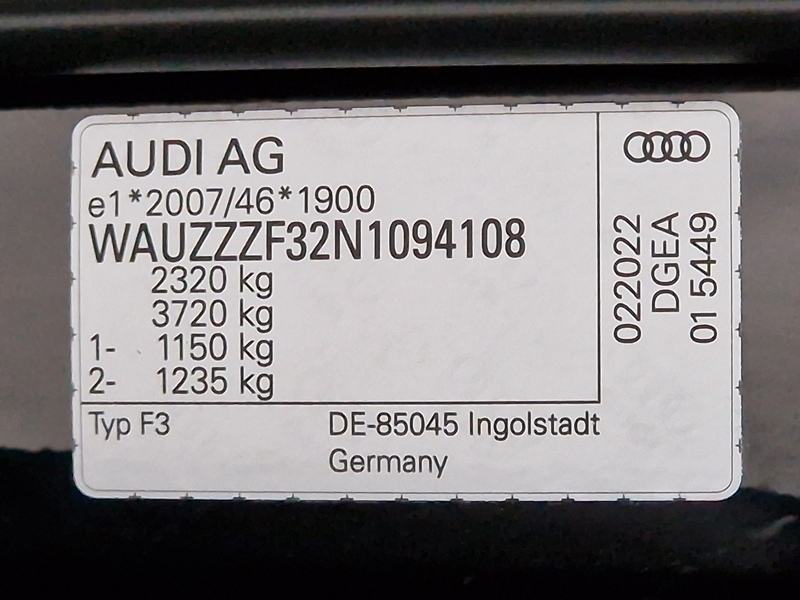 AUDI AG
e1*2007/46*1900
WAUZZZF32N1094108
2320 kg
3720 kg
1- 1150 kg
2- 1235 kg
Typ F3
DE-85045 Ingolstadt
Germany
022022
DGEA
01 5449